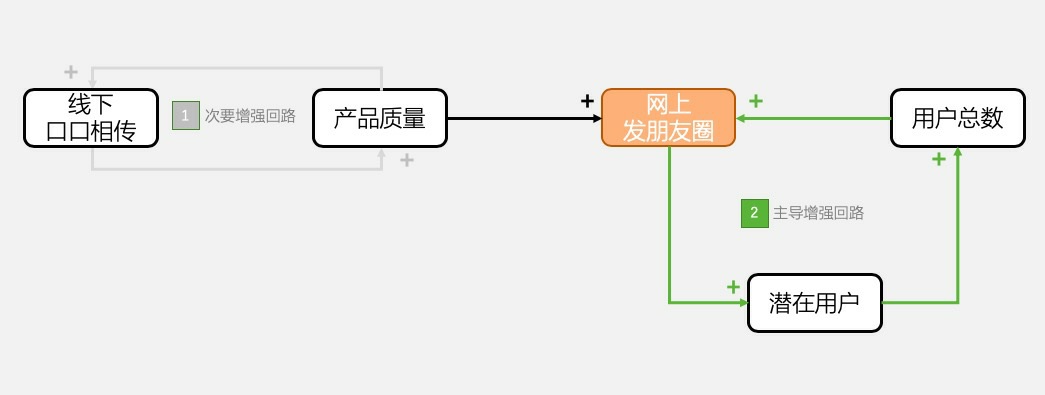 +
线下
口口相传
1 次要增强回路
产品质量
+
+
网上
发朋友圈
+
用户总数
+
2 主导增强回路
+
潜在用户